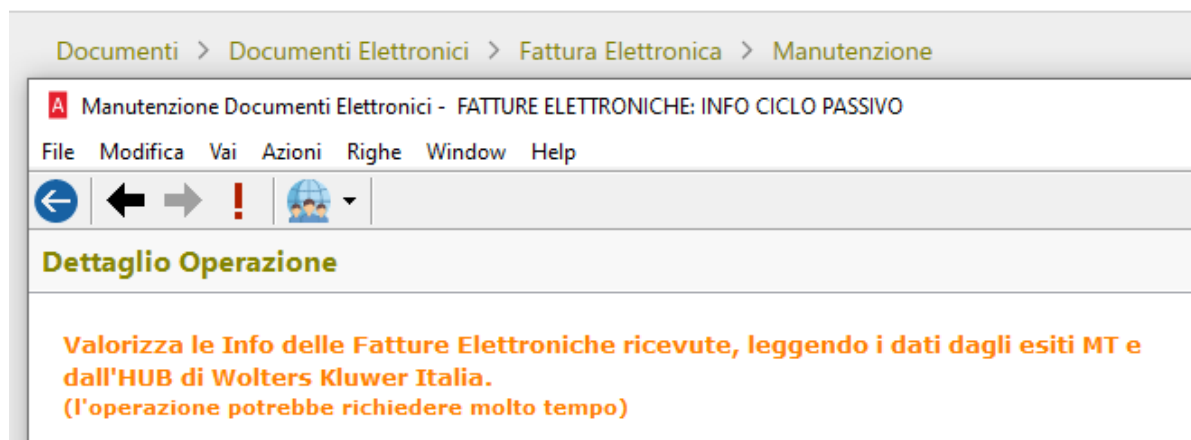 Documenti > Documenti Elettronici > Fattura Elettronica > Manutenzione
A Manutenzione Documenti Elettronici - FATTURE ELETTRONICHE: INFO CICLO PASSIVO
File Modifica Vai Azioni Righe Window Help
Dettaglio Operazione
Valorizza le Info delle Fatture Elettroniche ricevute, leggendo i dati dagli esiti MT e
dall'HUB di Wolters Kluwer Italia.
(l'operazione potrebbe richiedere molto tempo)